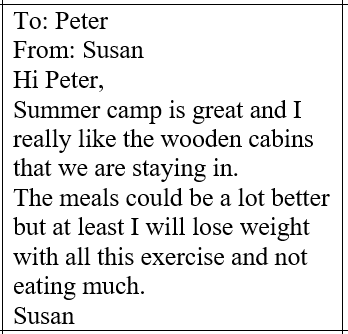 To: Peter
From: Susan
Hi Peter,
Summer camp is great and I
really like the wooden cabins
that we are staying in.
The meals could be a lot better
but at least I will lose weight
with all this exercise and not
eating much.
Susan